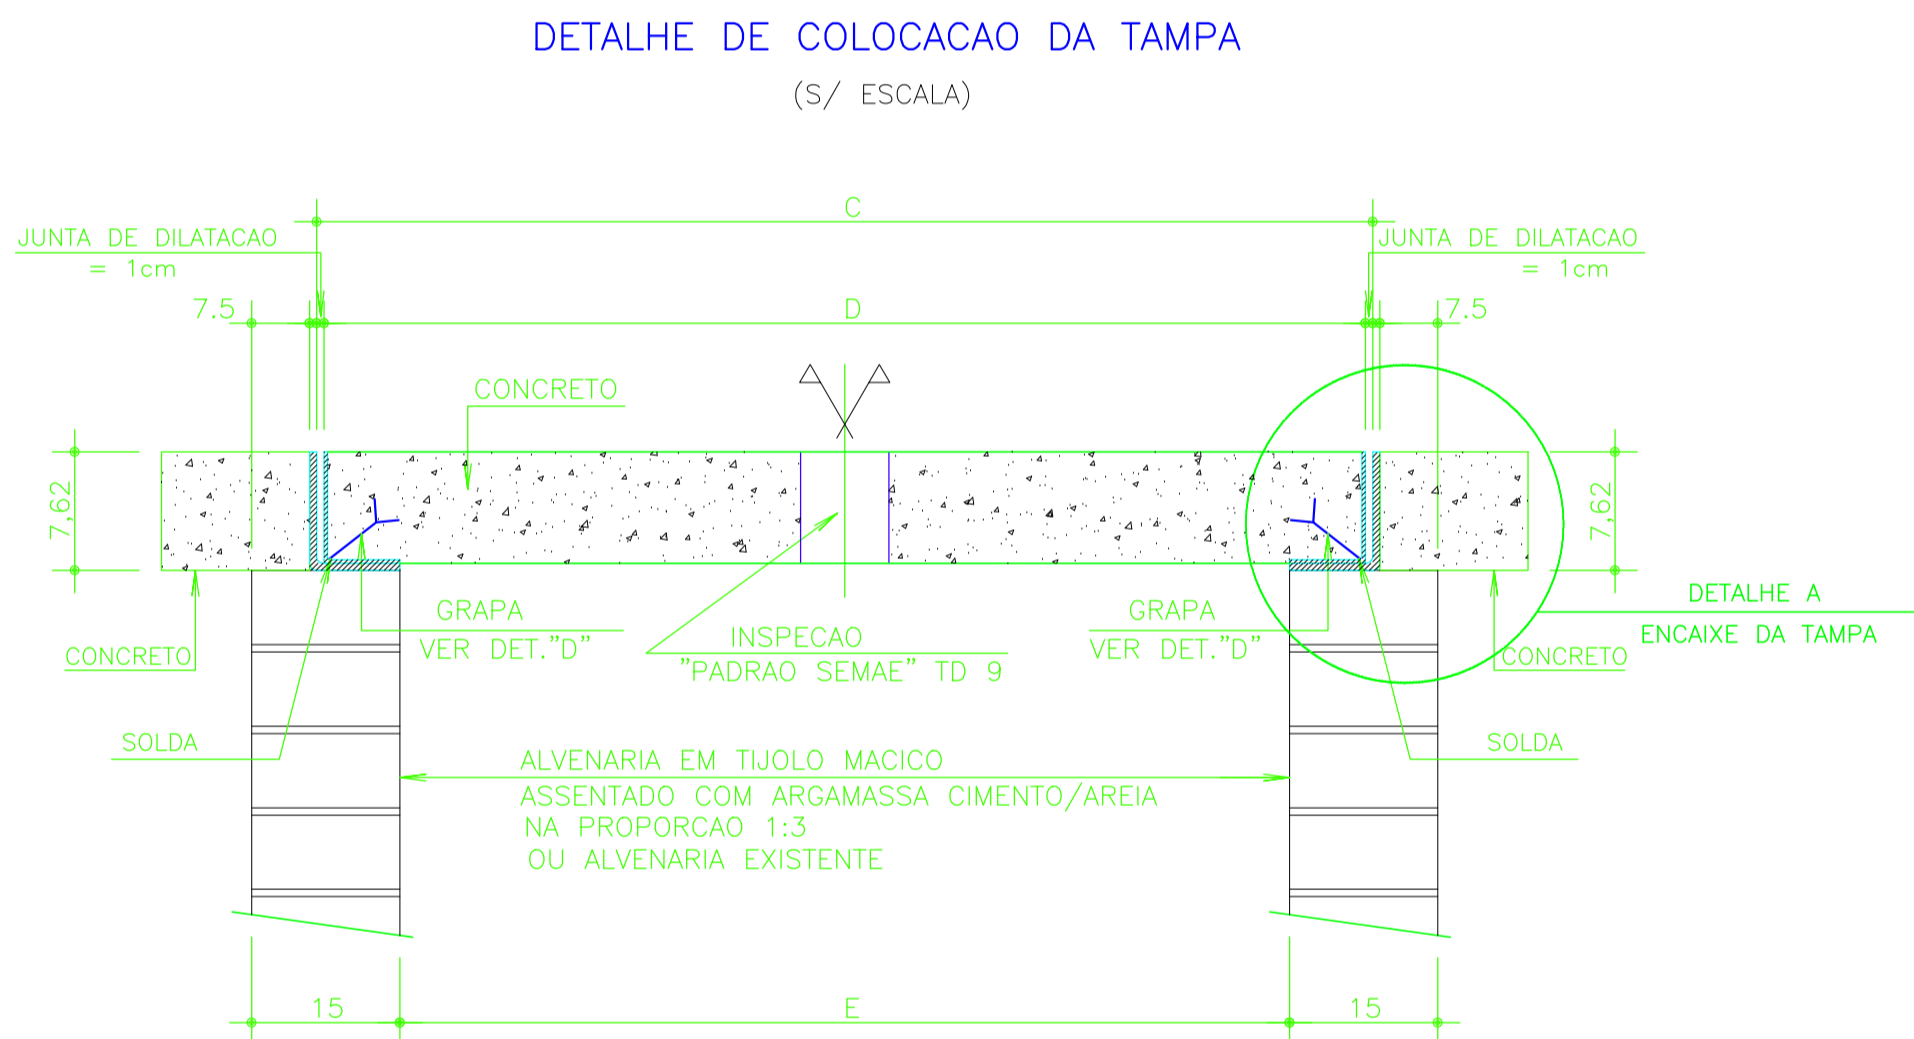 DETALHE DE COLOCACAO DA TAMPA
(S/ ESCALA)
C
JUNTA DE DILATACAO
= 1cm
JUNTA DE DILATACAO
= 1cm
7.5
D
7.5
CONCRETO
7,62
7,62
GRAPA
VER DET."D"
INSPECAO
"PADRAO SEMAE" TD 9
GRAPA
VER DET."D"
DETALHE A
ENCAIXE DA TAMPA
CONCRETO
CONCRETO
SOLDA
SOLDA
ALVENARIA EM TIJOLO MACICO
ASSENTADO COM ARGAMASSA CIMENTO/AREIA
NA PROPORCAO 1:3
OU ALVENARIA EXISTENTE
15
E
15